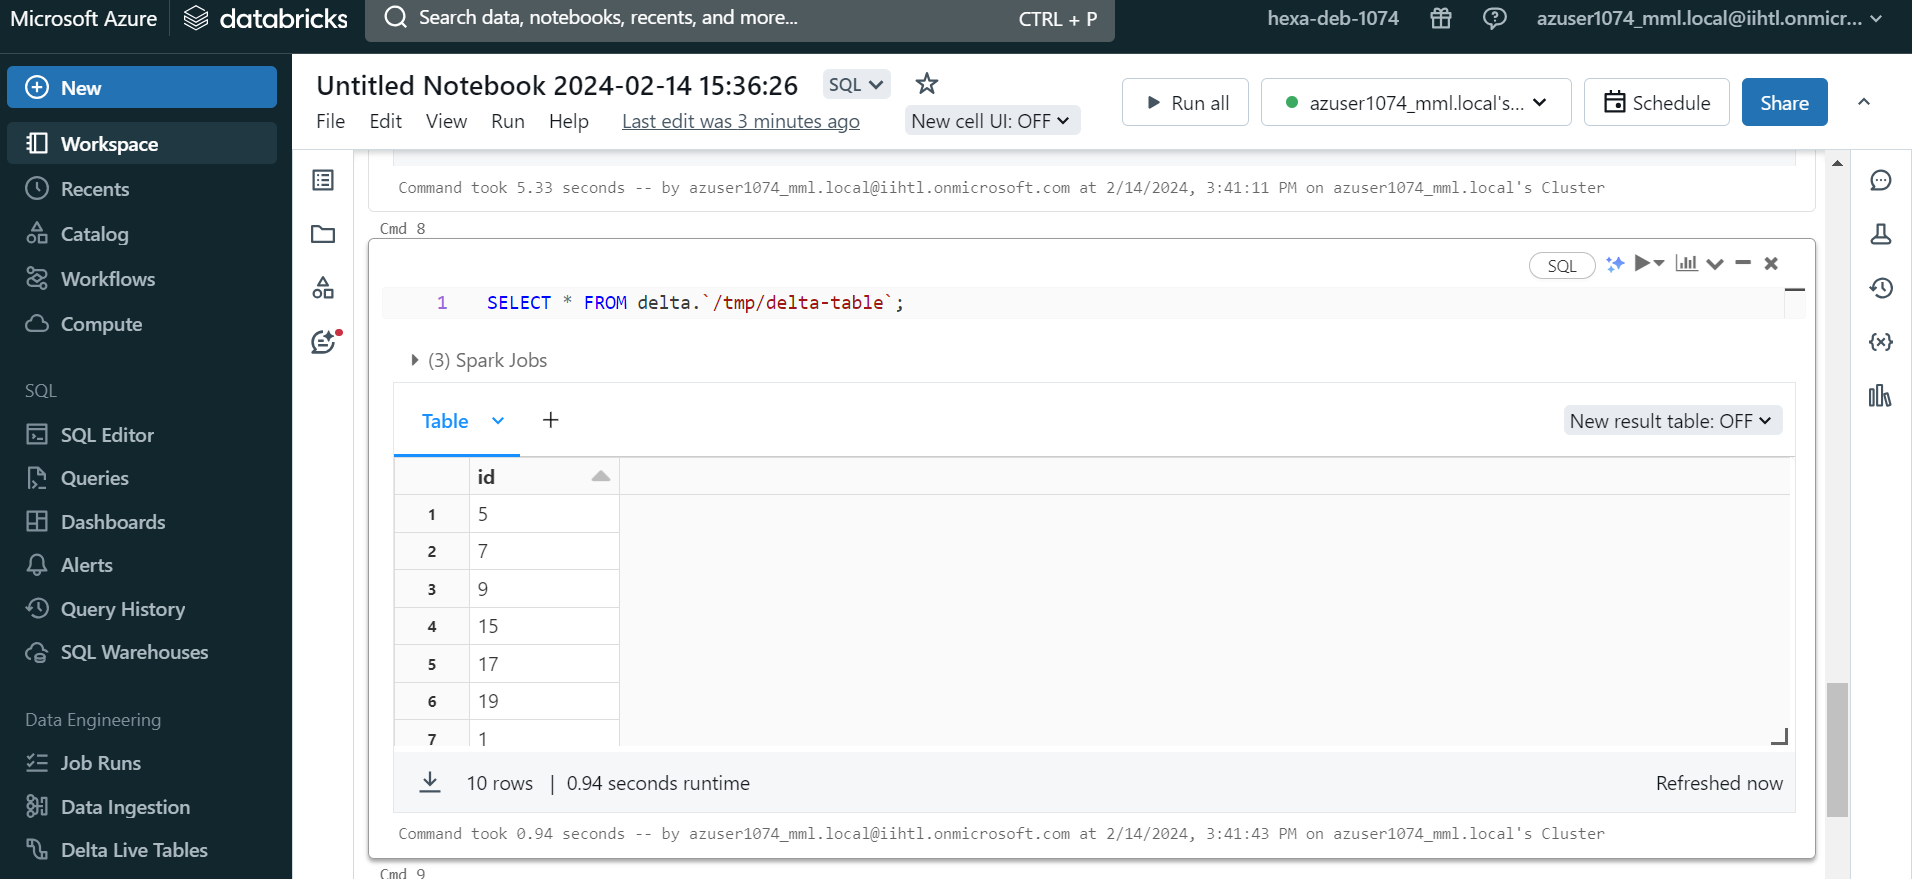 Microsoft Azure
databricks
Search data, notebooks, recents, and more...
CTRL + P
hexa-deb-1074
azuser1074_mml.local@iihtl.onmicr...
New
Workspace
Recents
Catalog
Workflows
Compute
SQL
SQL Editor
Queries
Dashboards
Alerts
Query History
SQL Warehouses
Data Engineering
Job Runs
Data Ingestion
Delta Live Tables
Untitled Notebook 2024-02-14 15:36:26
SQL
File Edit View Run Help Last edit was 3 minutes ago
New cell UI: OFF
Run all
azuser1074_mml.local's...
Schedule
Share
Command took 5.33 seconds -- by azuser1074_mml.local@iihtl.onmicrosoft.com at 2/14/2024, 3:41:11 PM on azuser1074_mml.local's Cluster
Cmd 8
SQL
1 SELECT * FROM delta.`/tmp/delta-table`;
(3) Spark Jobs
Table
+
New result table: OFF
id
1 5
2 7
3 9
4 15
5 17
6 19
7 1
10 rows | 0.94 seconds runtime
Refreshed now
Command took 0.94 seconds -- by azuser1074_mml.local@iihtl.onmicrosoft.com at 2/14/2024, 3:41:43 PM on azuser1074_mml.local's Cluster
Cmd 9